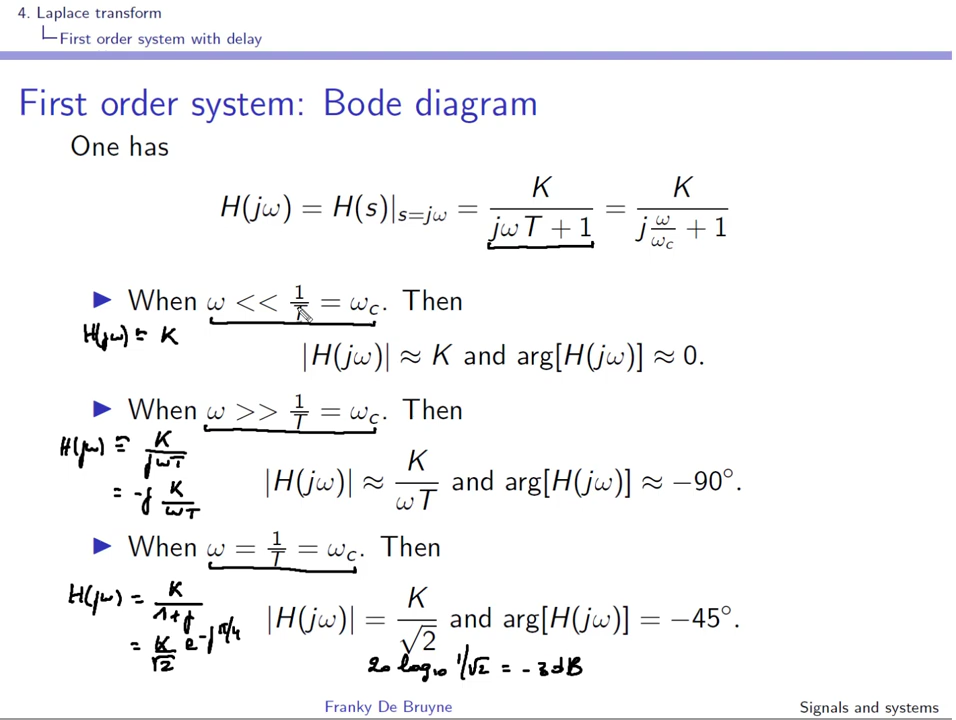 4. Laplace transform
First order system with delay
First order system: Bode diagram
One has
H(jω) = H(s)|s=jω = K / (jωT + 1) = K / (j ω/ωc + 1)
▶ When ω << 1/T = ωc. Then
H(jω) ≈ K
|H(jω)| ≈ K and arg[H(jω)] ≈ 0.
▶ When ω >> 1/T = ωc. Then
H(jω) ≈ K / jωT
= -j K / ωT
|H(jω)| ≈ K / ωT and arg[H(jω)] ≈ −90°.
▶ When ω = 1/T = ωc. Then
H(jω) = K / 1+j
= K/√2 e^-jπ/4
|H(jω)| = K / √2 and arg[H(jω)] = −45°.
20 log10 1/√2 = -3dB
Franky De Bruyne Signals and systems